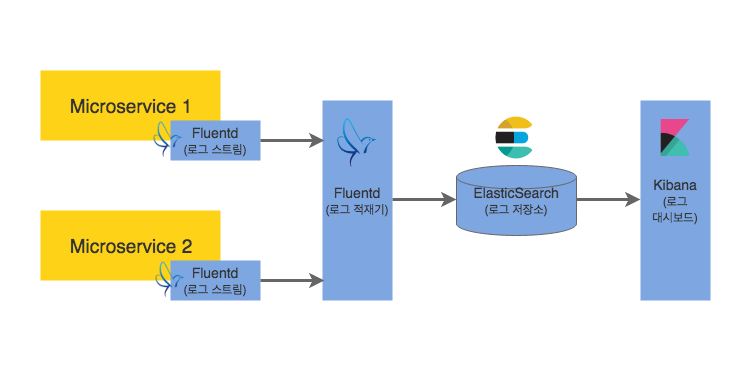 Microservice 1
Fluentd
(로그 스트림)
Microservice 2
Fluentd
(로그 스트림)
Fluentd
(로그 적재기)
ElasticSearch
(로그 저장소)
Kibana
(로그
대시보드)